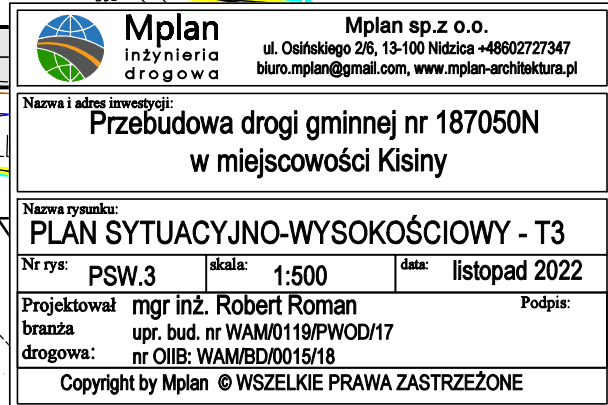 Mplan
inżynieria
drogowa
Mplan sp.z o.o.
ul. Osińskiego 2/6, 13-100 Nidzica +48602727347
biuro.mplan@gmail.com, www.mplan-architektura.pl
Nazwa i adres inwestycji:
Przebudowa drogi gminnej nr 187050N
w miejscowości Kisiny
Nazwa rysunku:
PLAN SYTUACYJNO-WYSOKOŚCIOWY - T3
Nr rys: PSW.3 skala: 1:500 data: listopad 2022
Projektował mgr inż. Robert Roman Podpis:
branża upr. bud. nr WAM/0119/PWOD/17
drogowa: nr OIIB: WAM/BD/0015/18
Copyright by Mplan © WSZELKIE PRAWA ZASTRZEŻONE